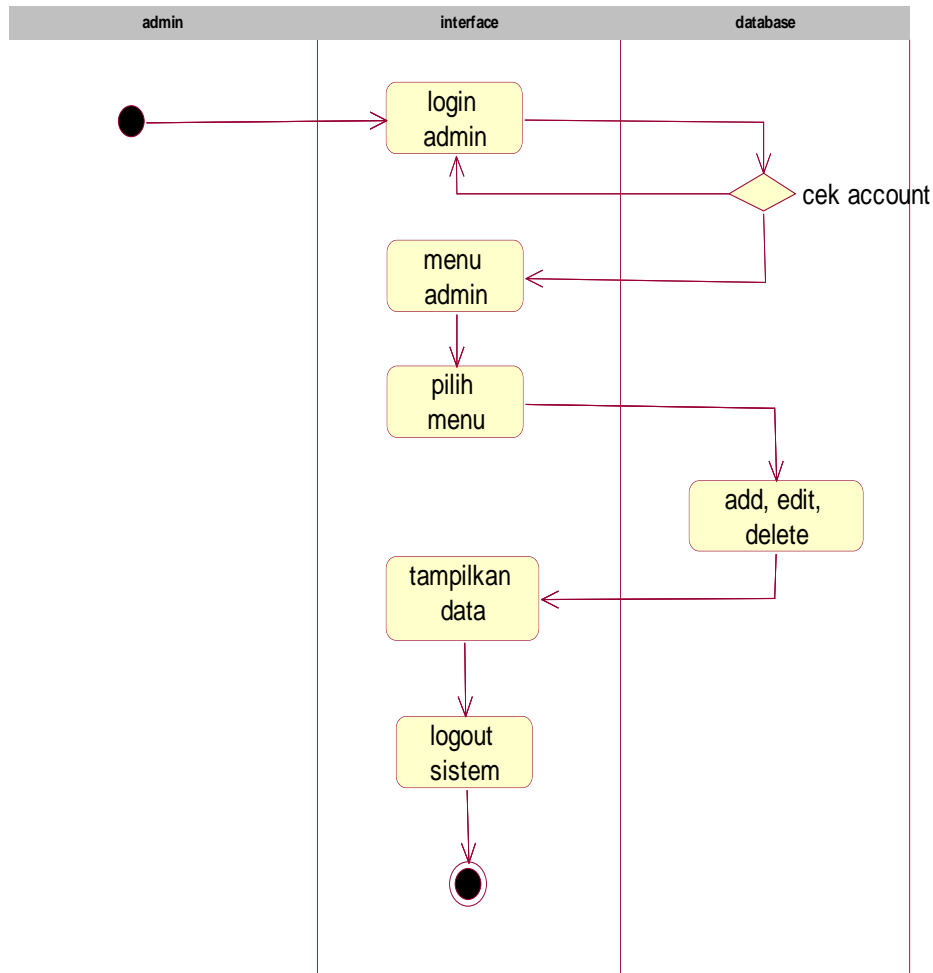 admin
interface
database
login
admin
cek account
menu
admin
pilih
menu
add, edit,
delete
tampilkan
data
logout
sistem